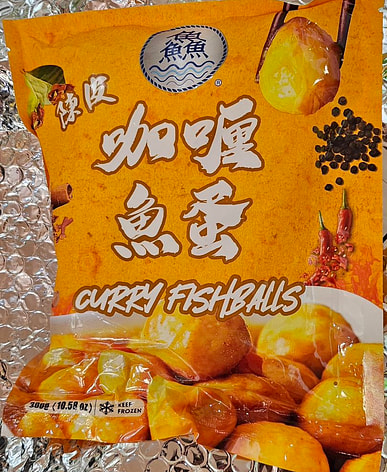 鱻
®
陳皮
咖喱
魚蛋
CURRY FISHBALLS
300g (10.58 oz)
KEEP
FROZEN